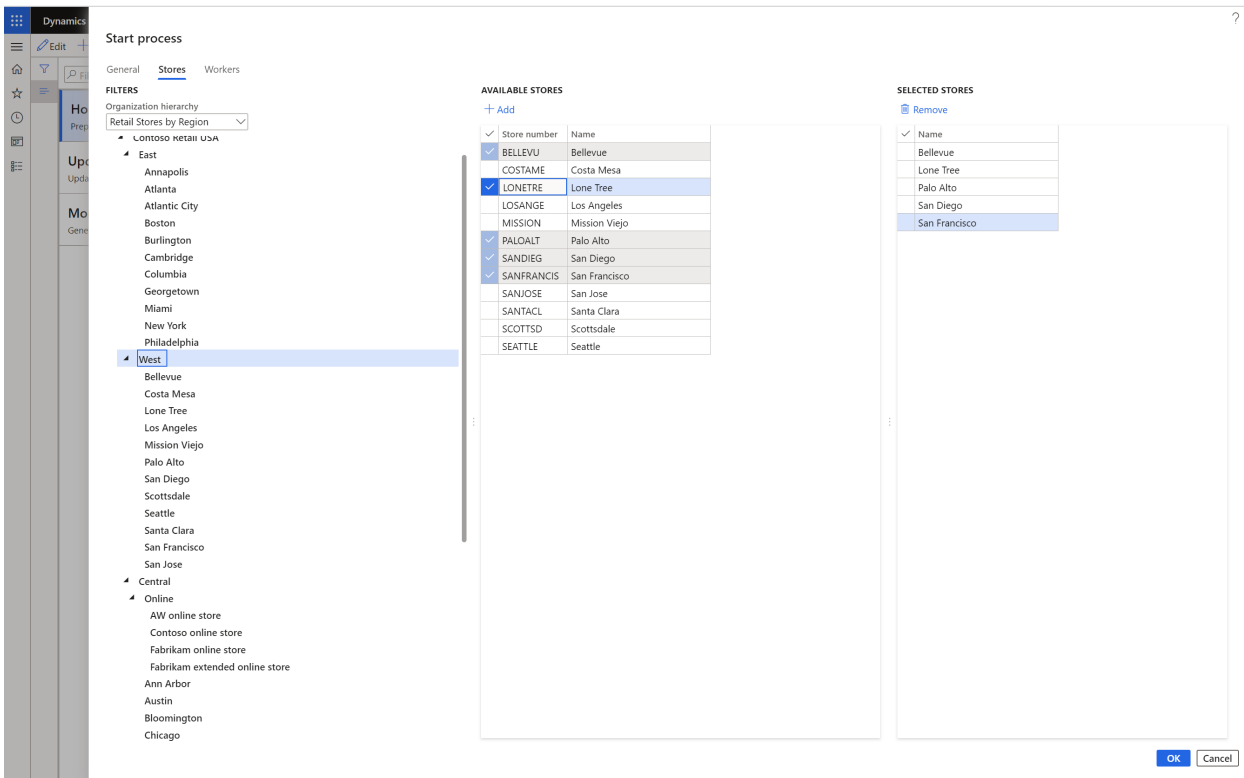 ?
Dynamics
Edit
Start process
General Stores Workers
FILTERS
Organization hierarchy
Retail Stores by Region
Contoso Retail USA
East
Annapolis
Atlanta
Atlantic City
Boston
Burlington
Cambridge
Columbia
Georgetown
Miami
New York
Philadelphia
West
Bellevue
Costa Mesa
Lone Tree
Los Angeles
Mission Viejo
Palo Alto
San Diego
Scottsdale
Seattle
Santa Clara
San Francisco
San Jose
Central
Online
AW online store
Contoso online store
Fabrikam online store
Fabrikam extended online store
Ann Arbor
Austin
Bloomington
Chicago
AVAILABLE STORES
Add
Store number Name
BELLEVU Bellevue
COSTAME Costa Mesa
LONETRE Lone Tree
LOSANGE Los Angeles
MISSION Mission Viejo
PALOALT Palo Alto
SANDIEG San Diego
SANFRANCIS San Francisco
SANJOSE San Jose
SANTACL Santa Clara
SCOTTSD Scottsdale
SEATTLE Seattle
SELECTED STORES
Remove
Name
Bellevue
Lone Tree
Palo Alto
San Diego
San Francisco
OK Cancel